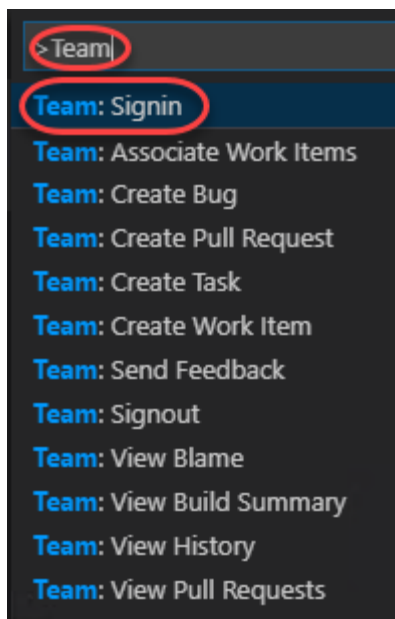 >Team
Team: Signin
Team: Associate Work Items
Team: Create Bug
Team: Create Pull Request
Team: Create Task
Team: Create Work Item
Team: Send Feedback
Team: Signout
Team: View Blame
Team: View Build Summary
Team: View History
Team: View Pull Requests